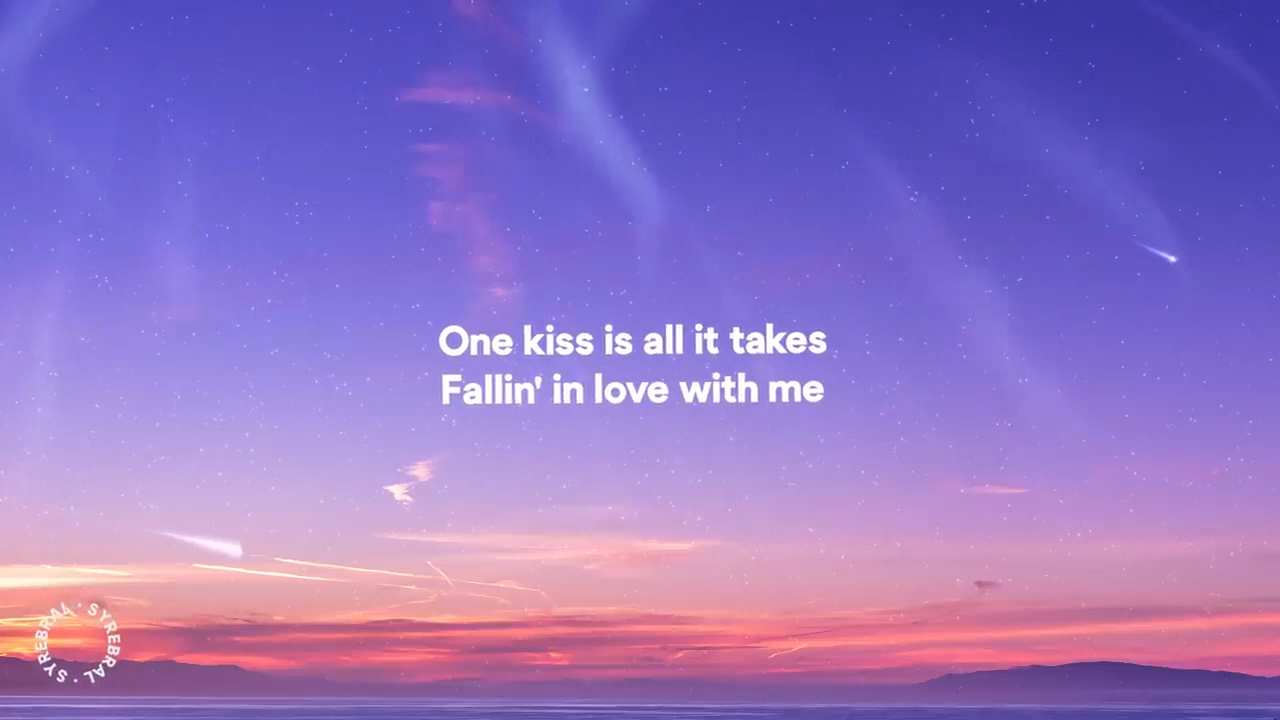 One kiss is all it takes
Fallin' in love with me
SYREBRAL · SYREBRAL ·